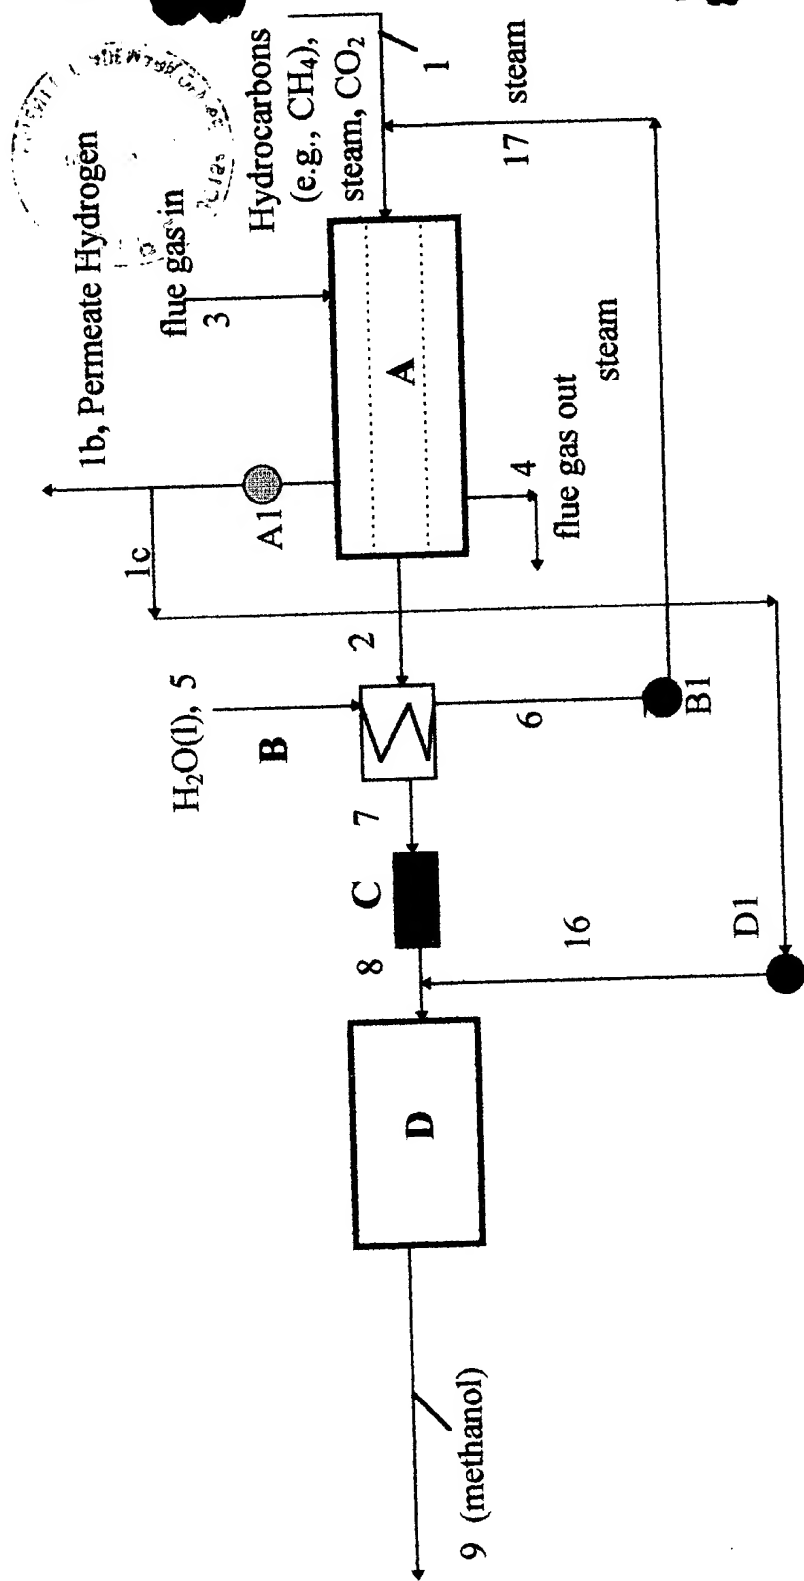 Hydrocarbons
(e.g., CH₄),
steam, CO₂
1
steam
17
1b, Permeate Hydrogen
flue gas in
3
A
A1
1c
4
flue gas out
steam
2
H₂O(l), 5
B
6
B1
7
C
8
16
D1
D
9 (methanol)